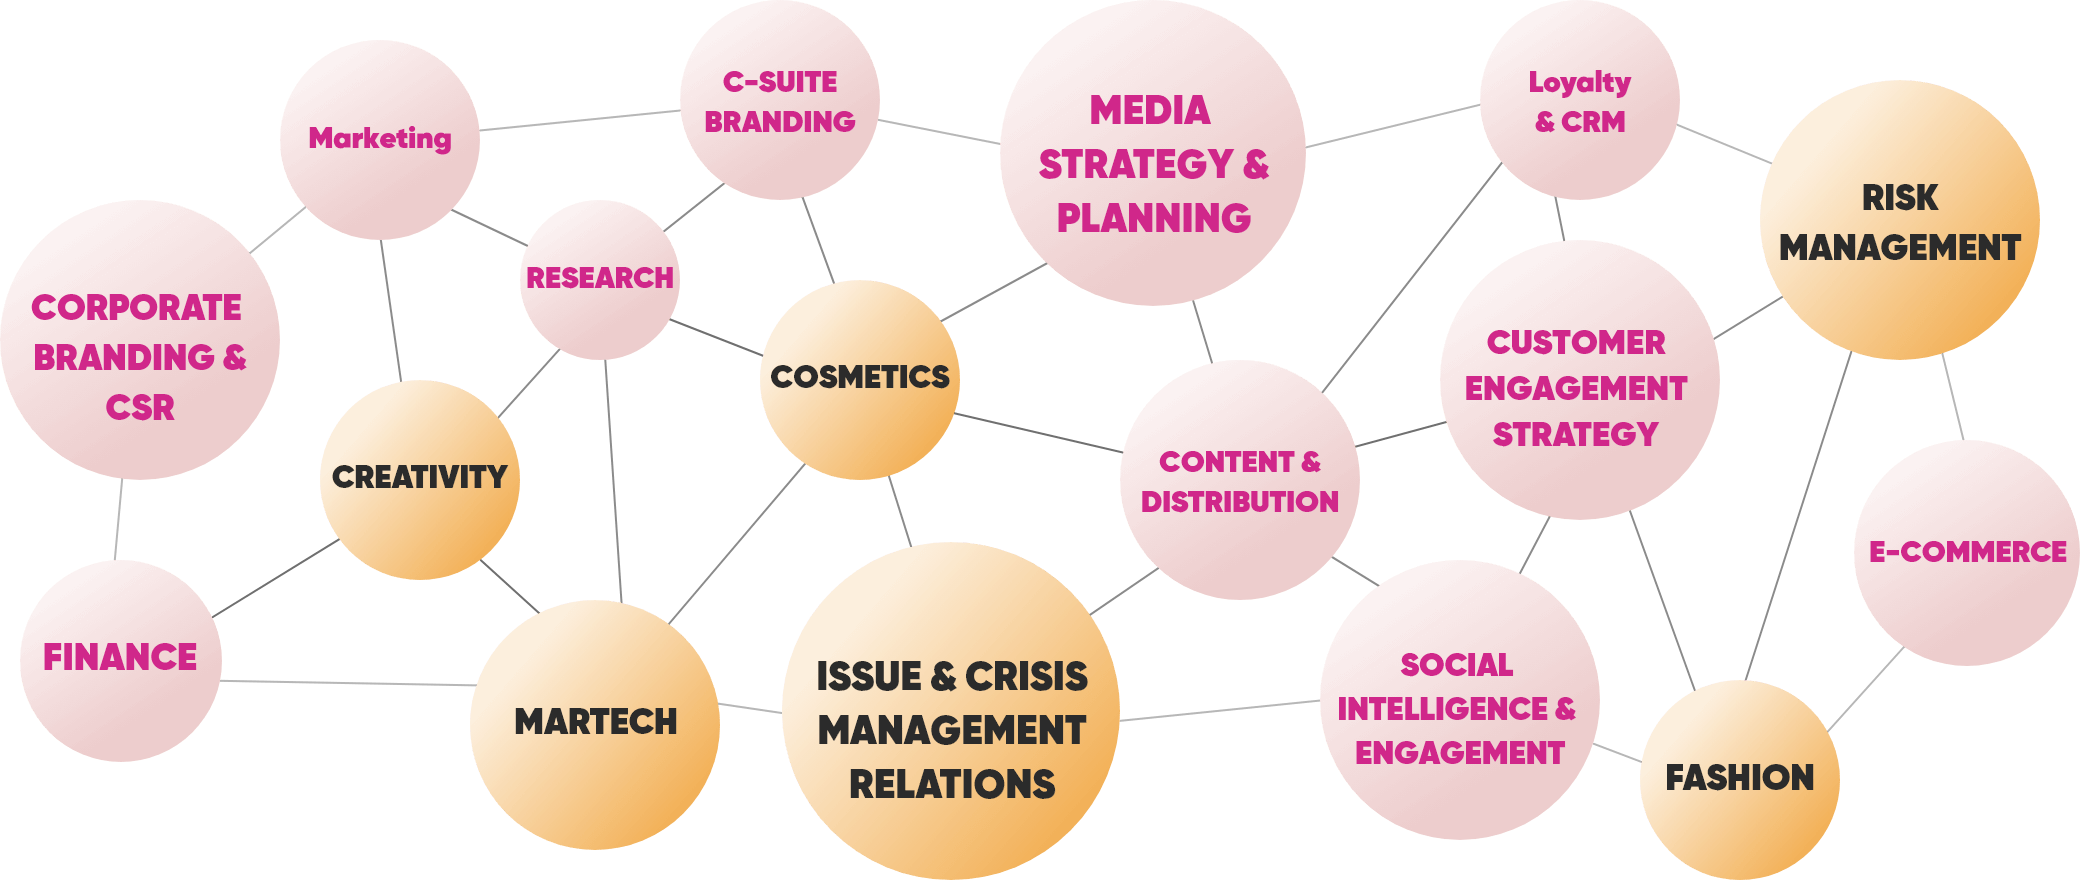 Marketing
C-SUITE
BRANDING
MEDIA
STRATEGY &
PLANNING
Loyalty
& CRM
RISK
MANAGEMENT
CORPORATE
BRANDING &
CSR
RESEARCH
COSMETICS
CUSTOMER
ENGAGEMENT
STRATEGY
CREATIVITY
CONTENT &
DISTRIBUTION
E-COMMERCE
FINANCE
MARTECH
ISSUE & CRISIS
MANAGEMENT
RELATIONS
SOCIAL
INTELLIGENCE &
ENGAGEMENT
FASHION